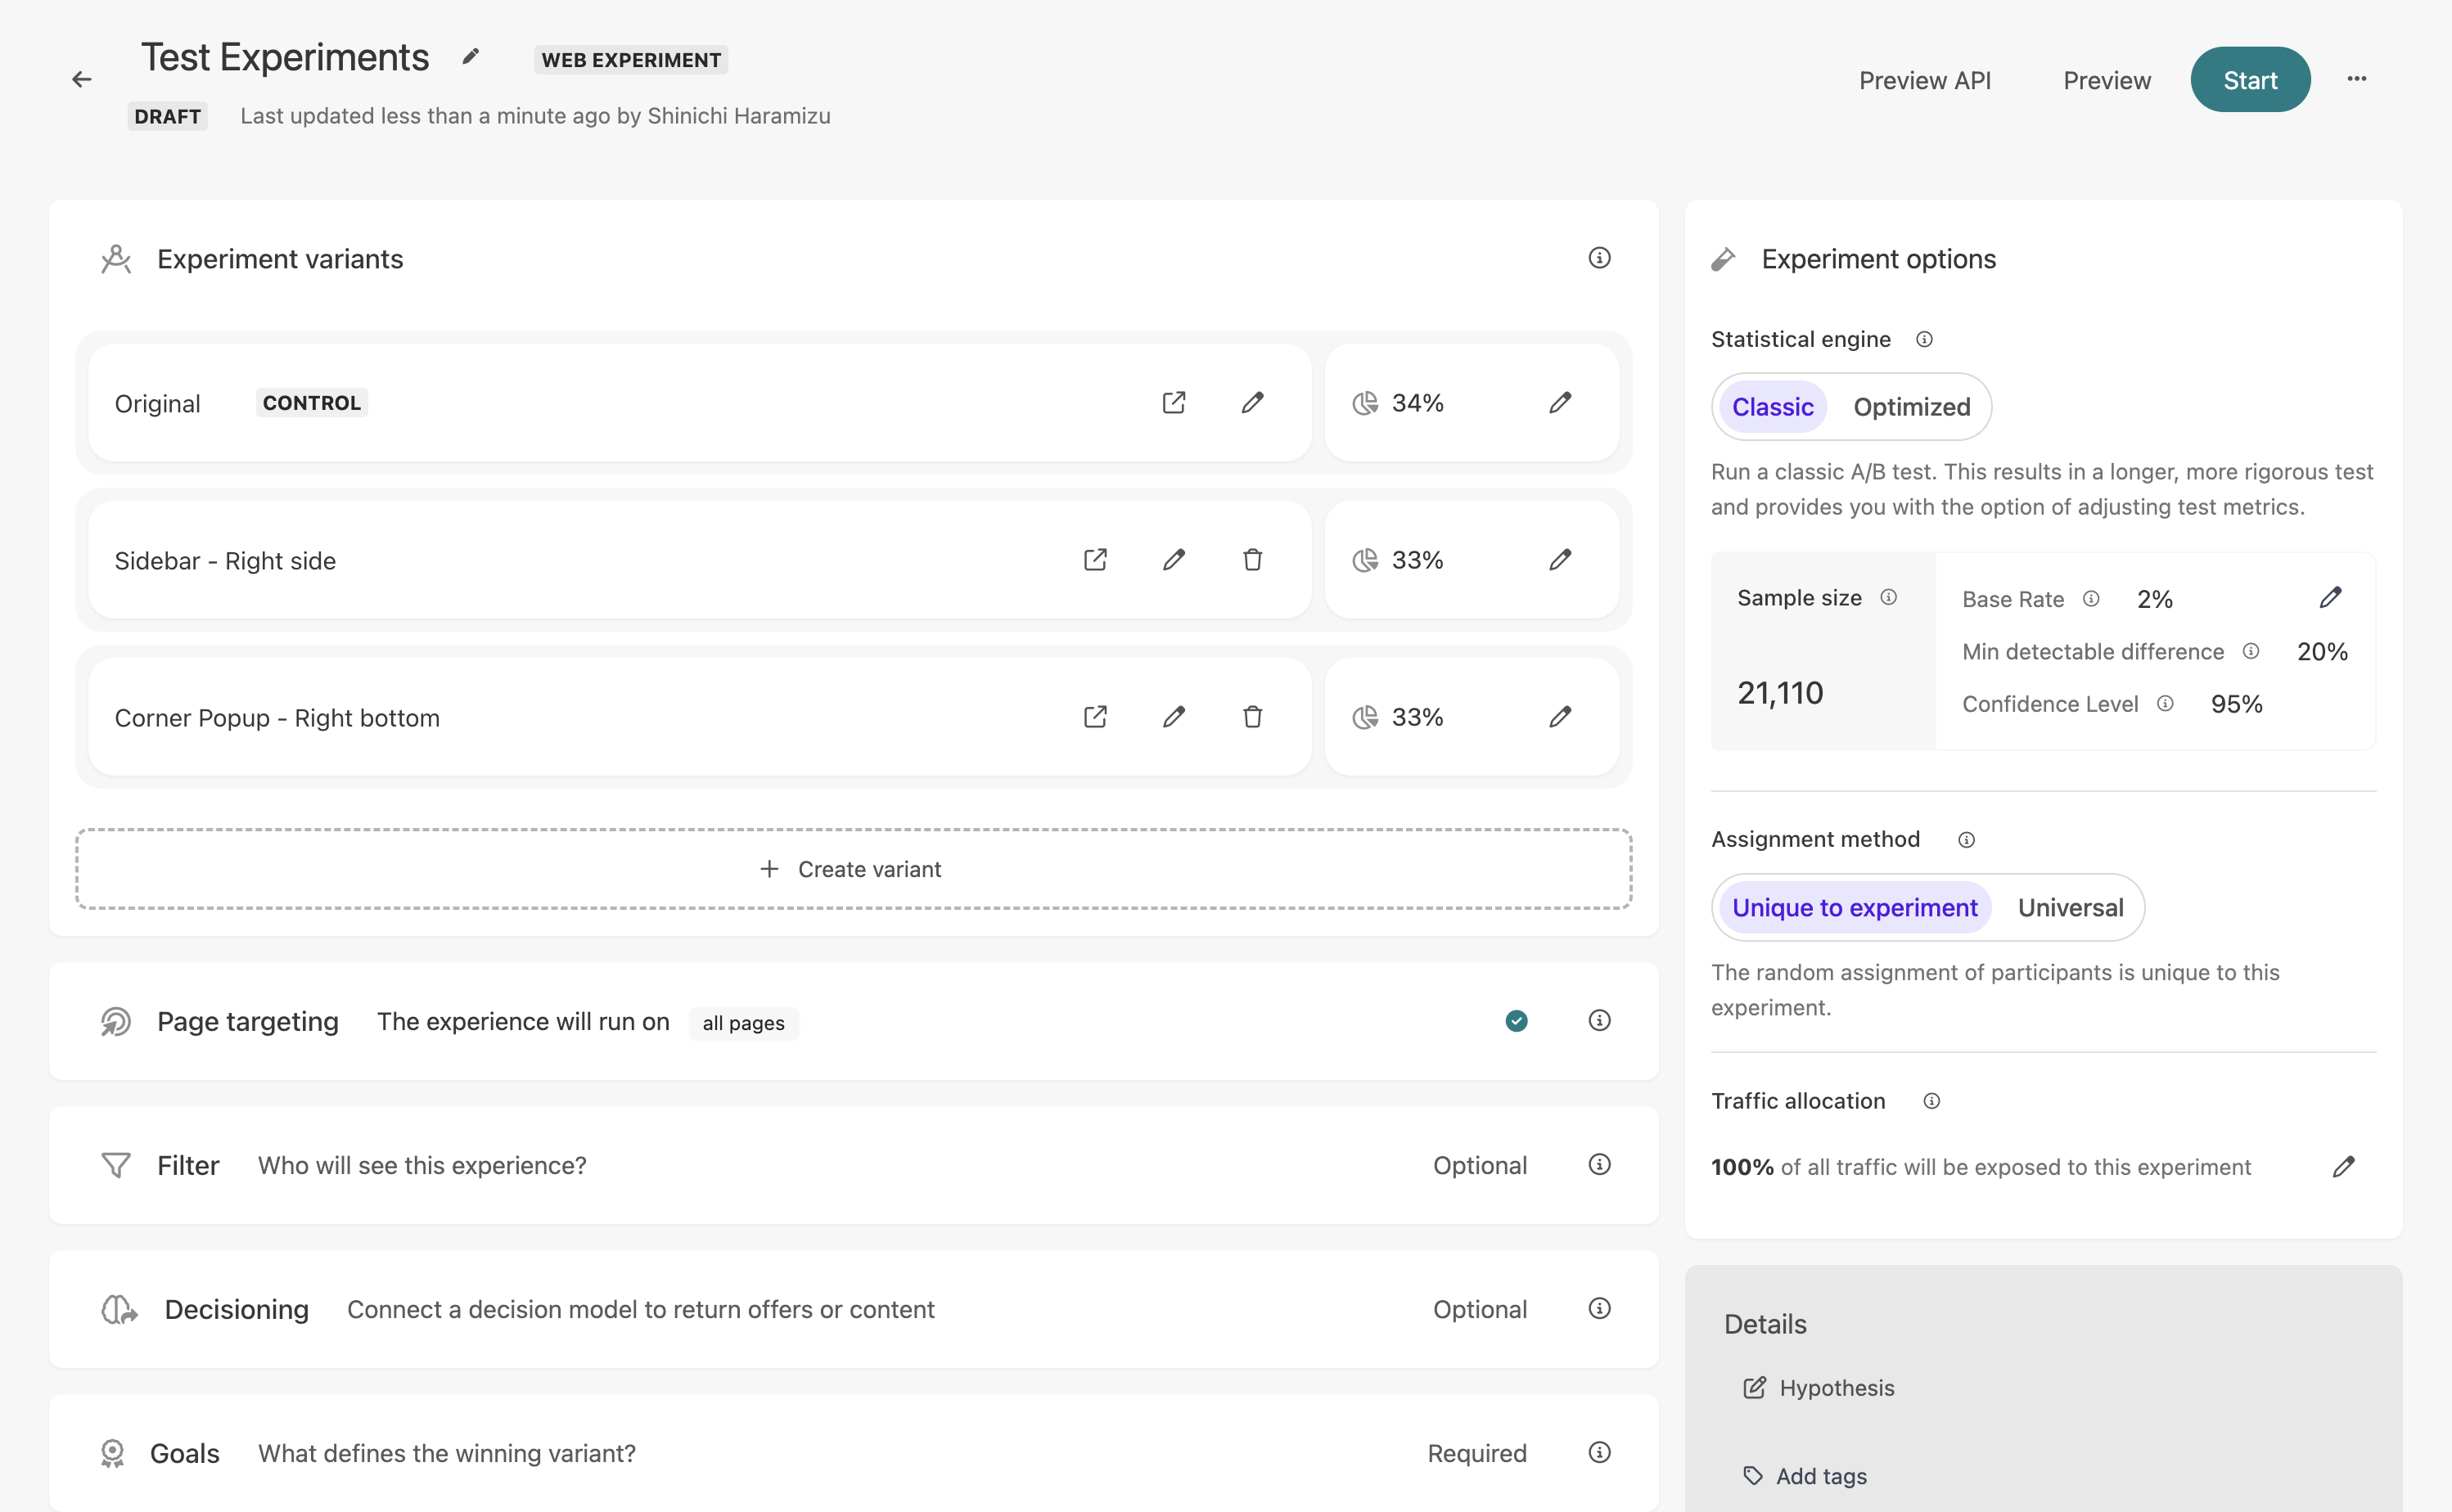 Test Experiments
WEB EXPERIMENT
DRAFT
Last updated less than a minute ago by Shinichi Haramizu
Preview API
Preview
Start
Experiment variants
Original
CONTROL
34%
Sidebar - Right side
33%
Corner Popup - Right bottom
33%
Create variant
Page targeting
The experience will run on
all pages
Filter
Who will see this experience?
Optional
Decisioning
Connect a decision model to return offers or content
Optional
Goals
What defines the winning variant?
Required
Experiment options
Statistical engine
Classic
Optimized
Run a classic A/B test. This results in a longer, more rigorous test
and provides you with the option of adjusting test metrics.
Sample size
21,110
Base Rate
2%
Min detectable difference
20%
Confidence Level
95%
Assignment method
Unique to experiment
Universal
The random assignment of participants is unique to this
experiment.
Traffic allocation
100% of all traffic will be exposed to this experiment
Details
Hypothesis
Add tags